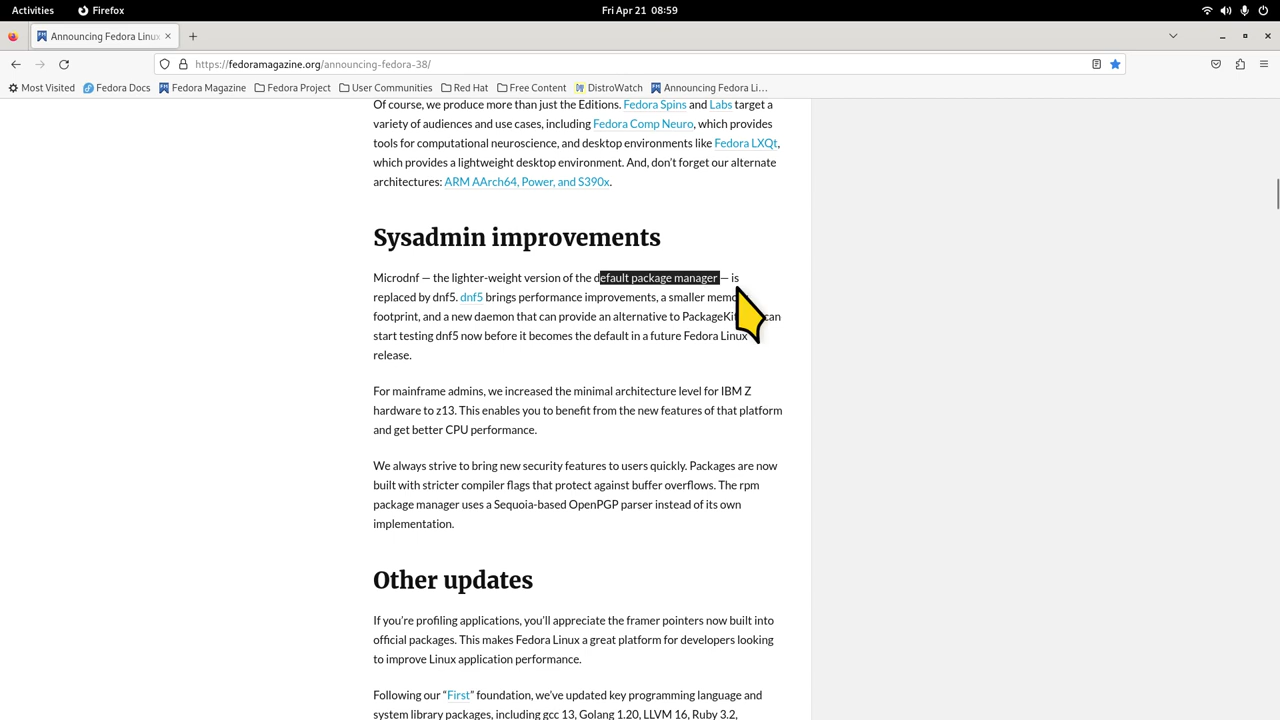 Activities Firefox Fri Apr 21 08:59
Announcing Fedora Linux
https://fedoramagazine.org/announcing-fedora-38/
Most Visited Fedora Docs Fedora Magazine Fedora Project User Communities Red Hat Free Content DistroWatch Announcing Fedora Li…
Of course, we produce more than just the Editions. Fedora Spins and Labs target a
variety of audiences and use cases, including Fedora Comp Neuro, which provides
tools for computational neuroscience, and desktop environments like Fedora LXQt,
which provides a lightweight desktop environment. And, don’t forget our alternate
architectures: ARM AArch64, Power, and S390x.
Sysadmin improvements
Microdnf — the lighter-weight version of the default package manager — is
replaced by dnf5. dnf5 brings performance improvements, a smaller
footprint, and a new daemon that can provide an alternative to can
start testing dnf5 now before it becomes the default in a future Fedora Linux
release.
For mainframe admins, we increased the minimal architecture level for IBM Z
hardware to z13. This enables you to benefit from the new features of that platform
and get better CPU performance.
We always strive to bring new security features to users quickly. Packages are now
built with stricter compiler flags that protect against buffer overflows. The rpm
package manager uses a Sequoia-based OpenPGP parser instead of its own
implementation.
Other updates
If you’re profiling applications, you’ll appreciate the framer pointers now built into
official packages. This makes Fedora Linux a great platform for developers looking
to improve Linux application performance.
Following our “First” foundation, we’ve updated key programming language and
system library packages, including gcc 13, Golang 1.20, LLVM 16, Ruby 3.2,